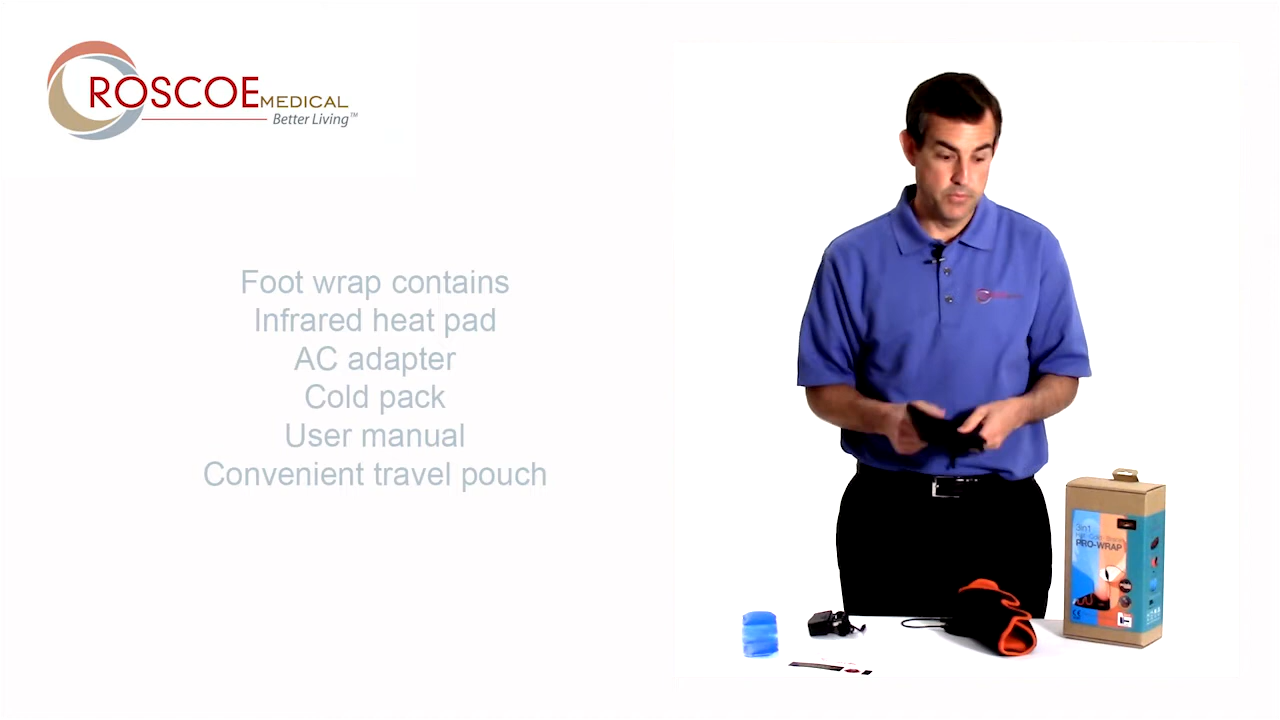 ROSCOE MEDICAL
Better Living™
Foot wrap contains
Infrared heat pad
AC adapter
Cold pack
User manual
Convenient travel pouch
3in1
PRO-WRAP